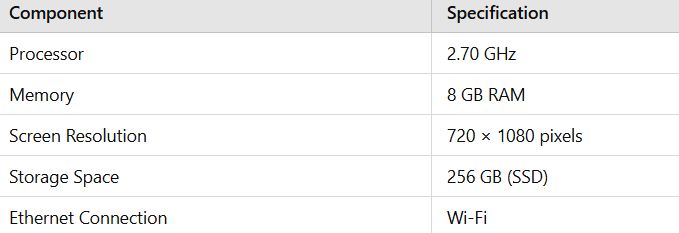 Component Specification
Processor 2.70 GHz
Memory 8 GB RAM
Screen Resolution 720 × 1080 pixels
Storage Space 256 GB (SSD)
Ethernet Connection Wi-Fi